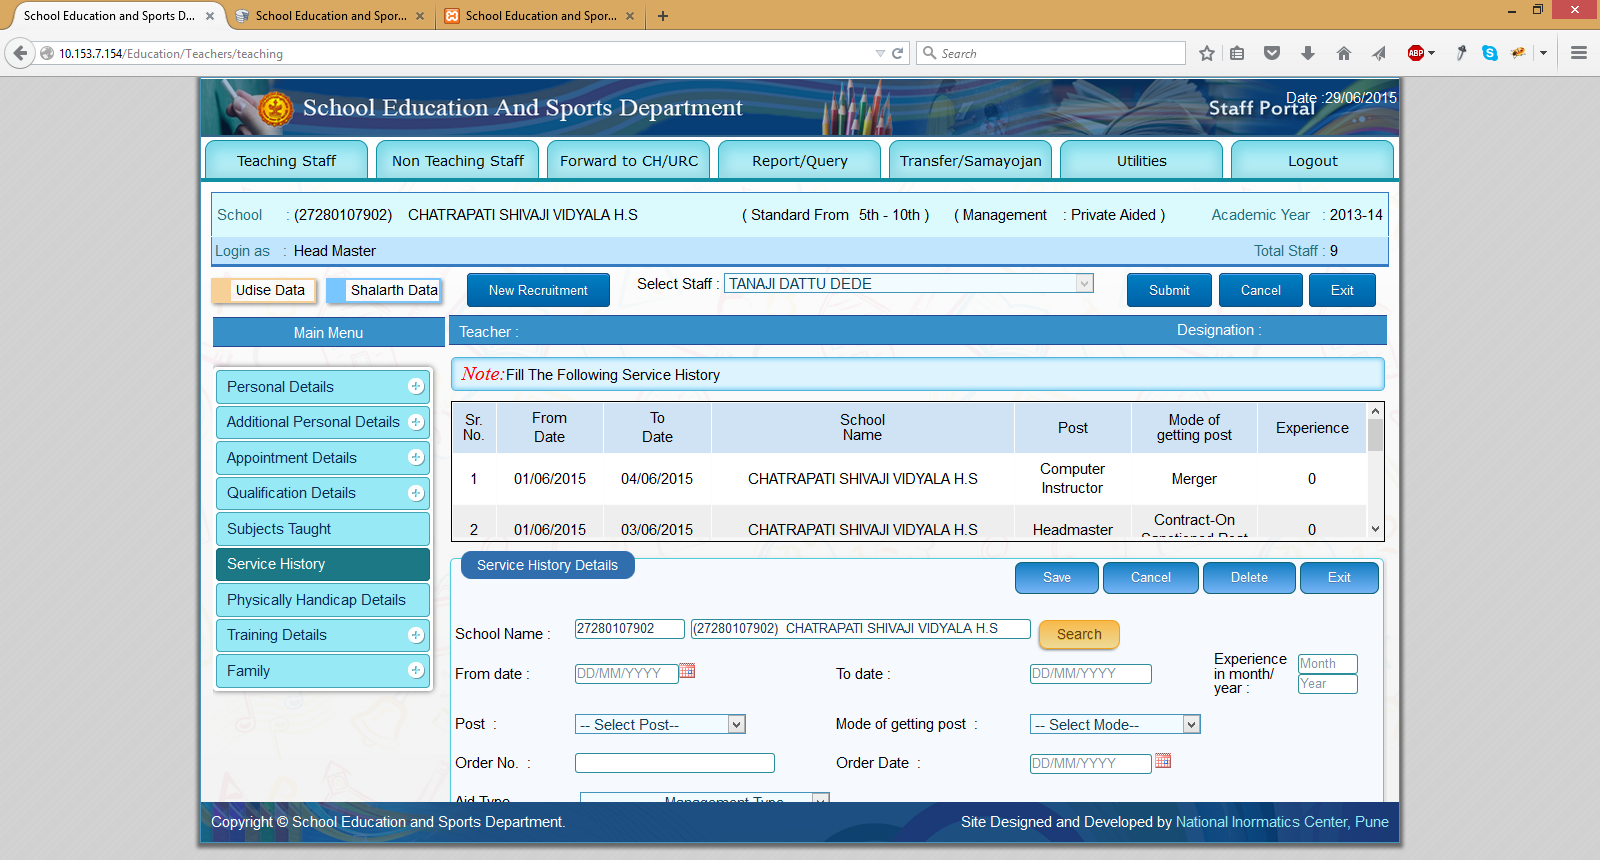 School Education and Sports D...
School Education and Spor...
School Education and Spor...
10.153.7.154/Education/Teachers/teaching
Search
ABP
School Education And Sports Department
Date :29/06/2015
Staff Portal
Teaching Staff
Non Teaching Staff
Forward to CH/URC
Report/Query
Transfer/Samayojan
Utilities
Logout
School : (27280107902) CHATRAPATI SHIVAJI VIDYALA H.S ( Standard From 5th - 10th ) ( Management : Private Aided ) Academic Year : 2013-14
Login as : Head Master Total Staff : 9
Udise Data
Shalarth Data
New Recruitment
Select Staff : TANAJI DATTU DEDE
Submit
Cancel
Exit
Main Menu
Teacher :
Designation :
Personal Details
Additional Personal Details
Appointment Details
Qualification Details
Subjects Taught
Service History
Physically Handicap Details
Training Details
Family
Note:Fill The Following Service History
Sr. No.
From Date
To Date
School Name
Post
Mode of getting post
Experience
1 01/06/2015 04/06/2015 CHATRAPATI SHIVAJI VIDYALA H.S Computer Instructor Merger 0
2 01/06/2015 03/06/2015 CHATRAPATI SHIVAJI VIDYALA H.S Headmaster Contract-On Sanctioned Post 0
Service History Details
Save
Cancel
Delete
Exit
School Name : 27280107902 (27280107902) CHATRAPATI SHIVAJI VIDYALA H.S Search
From date : DD/MM/YYYY
To date : DD/MM/YYYY
Experience in month/ year : Month Year
Post : -- Select Post--
Mode of getting post : -- Select Mode--
Order No. :
Order Date : DD/MM/YYYY
Aid Type Management Type
Copyright © School Education and Sports Department.
Site Designed and Developed by National Inormatics Center, Pune